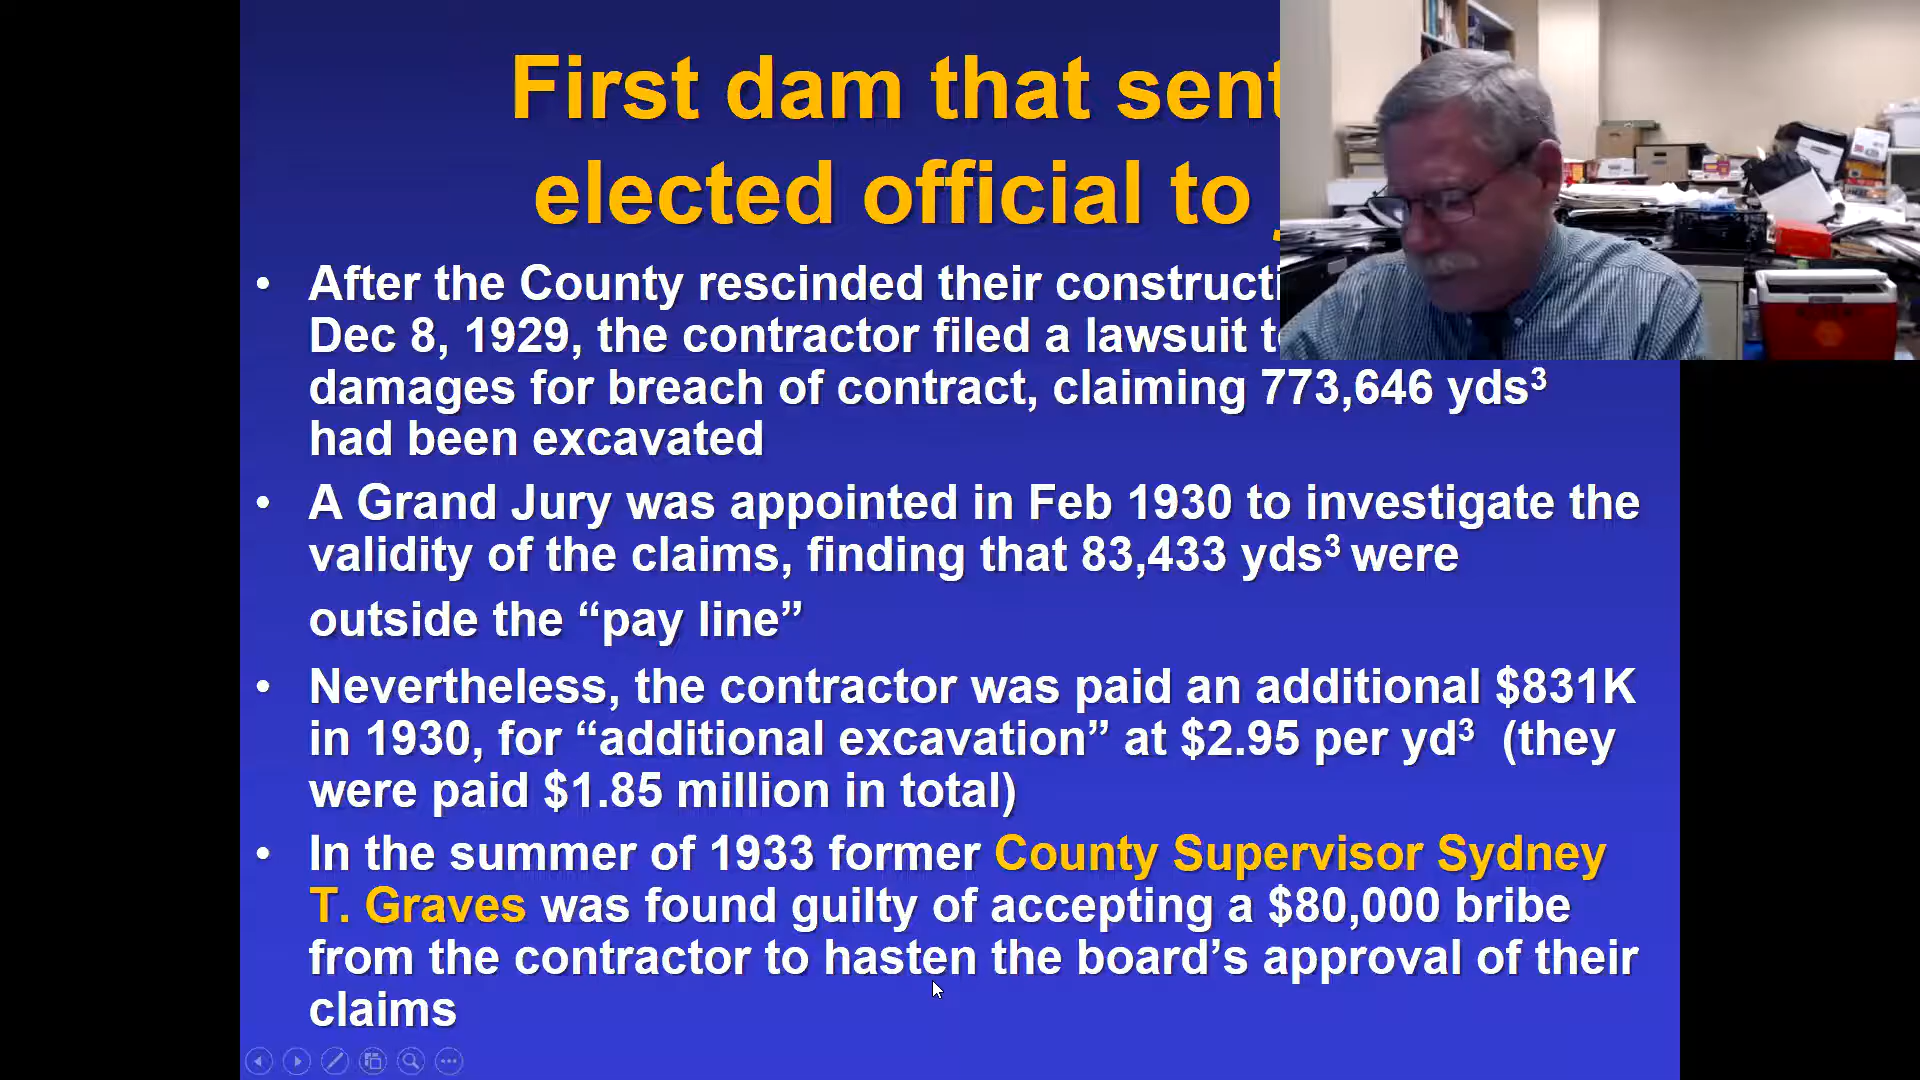 First dam that sent
elected official to
• After the County rescinded their
Dec 8, 1929, the contractor filed a lawsuit
damages for breach of contract, claiming 773,646 yds³
had been excavated
• A Grand Jury was appointed in Feb 1930 to investigate the
validity of the claims, finding that 83,433 yds³ were
outside the “pay line”
• Nevertheless, the contractor was paid an additional $831K
in 1930, for “additional excavation” at $2.95 per yd³ (they
were paid $1.85 million in total)
• In the summer of 1933 former County Supervisor Sydney
T. Graves was found guilty of accepting a $80,000 bribe
from the contractor to hasten the board’s approval of their
claims